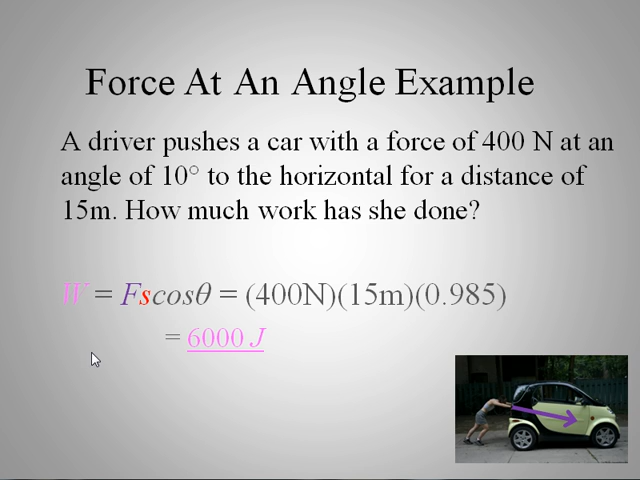 Force At An Angle Example
A driver pushes a car with a force of 400 N at an
angle of 10° to the horizontal for a distance of
15m. How much work has she done?
W = Fscosθ = (400N)(15m)(0.985)
= 6000 J